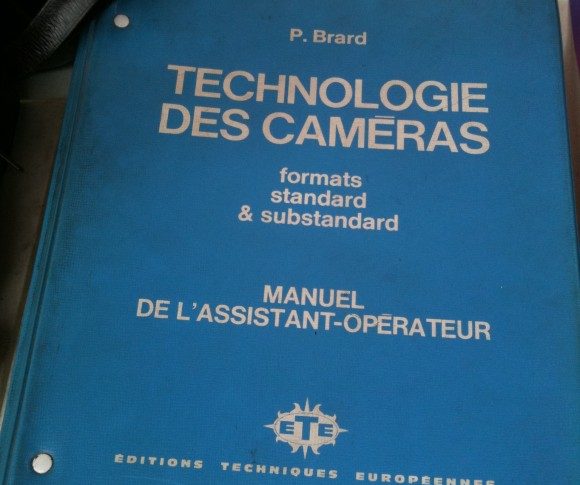 P. Brard
TECHNOLOGIE
DES CAMÉRAS
formats
standard
& substandard
MANUEL
DE L'ASSISTANT-OPÉRATEUR
ETE
ÉDITIONS TECHNIQUES EUROPÉENNES